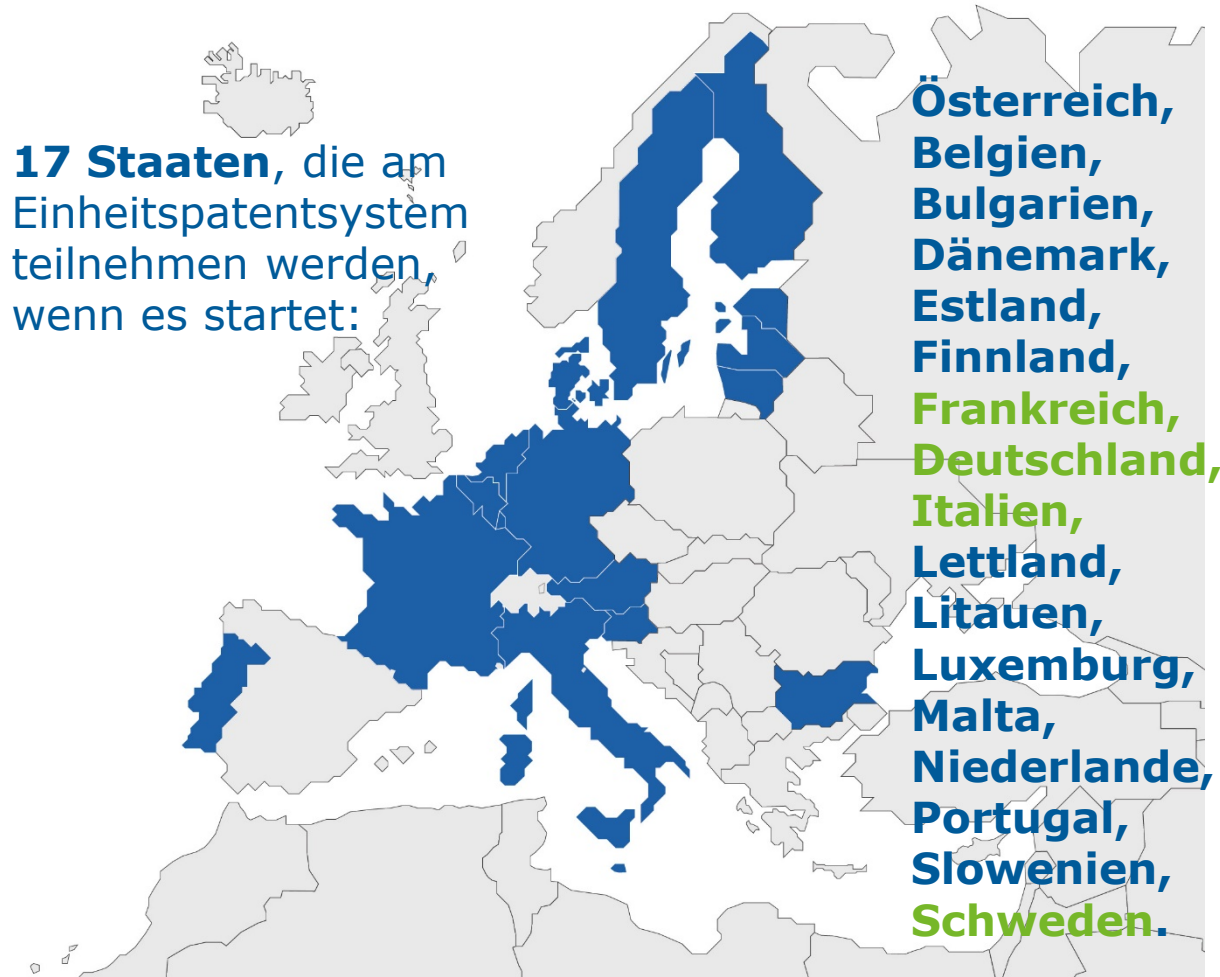 17 Staaten, die am
Einheitspatentsystem
teilnehmen werden,
wenn es startet:
Österreich,
Belgien,
Bulgarien,
Dänemark,
Estland,
Finnland,
Frankreich,
Deutschland,
Italien,
Lettland,
Litauen,
Luxemburg,
Malta,
Niederlande,
Portugal,
Slowenien,
Schweden.